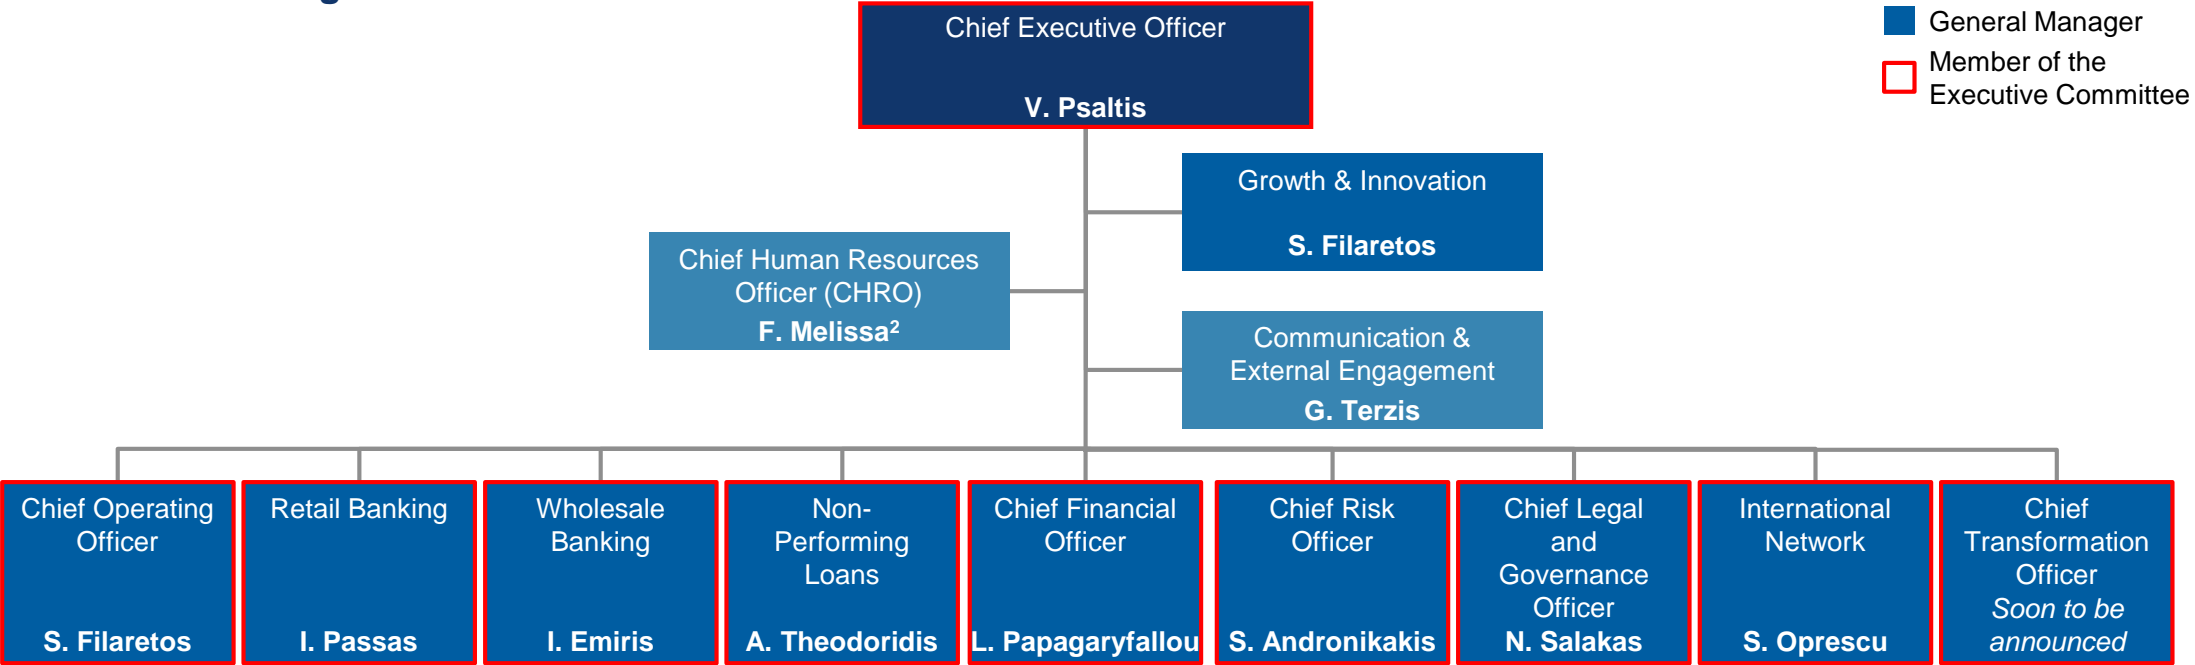 Chief Executive Officer
V. Psaltis
General Manager
Member of the
Executive Committee
Growth & Innovation
S. Filaretos
Chief Human Resources
Officer (CHRO)
F. Melissa²
Communication &
External Engagement
G. Terzis
Chief Operating
Officer
S. Filaretos
Retail Banking
I. Passas
Wholesale
Banking
I. Emiris
Non-
Performing
Loans
A. Theodoridis
Chief Financial
Officer
L. Papagaryfallou
Chief Risk
Officer
S. Andronikakis
Chief Legal
and
Governance
Officer
N. Salakas
International
Network
S. Oprescu
Chief
Transformation
Officer
Soon to be
announced